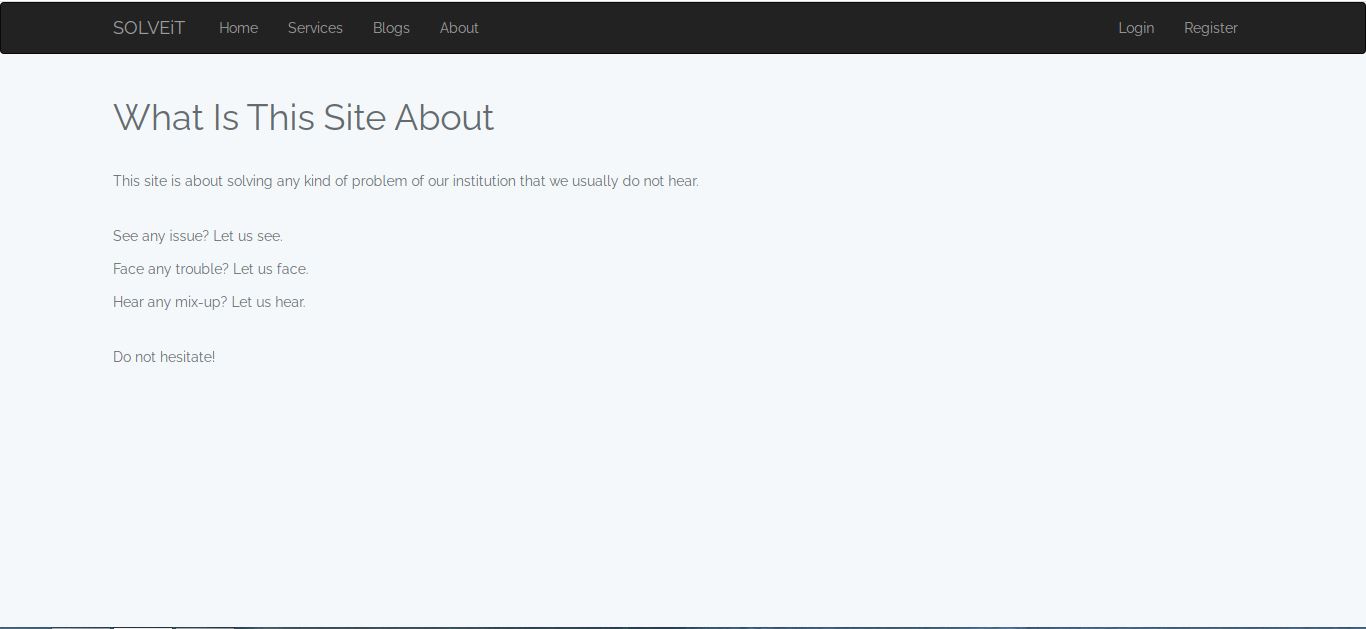 SOLVEiT Home Services Blogs About Login Register
What Is This Site About
This site is about solving any kind of problem of our institution that we usually do not hear.
See any issue? Let us see.
Face any trouble? Let us face.
Hear any mix-up? Let us hear.
Do not hesitate!